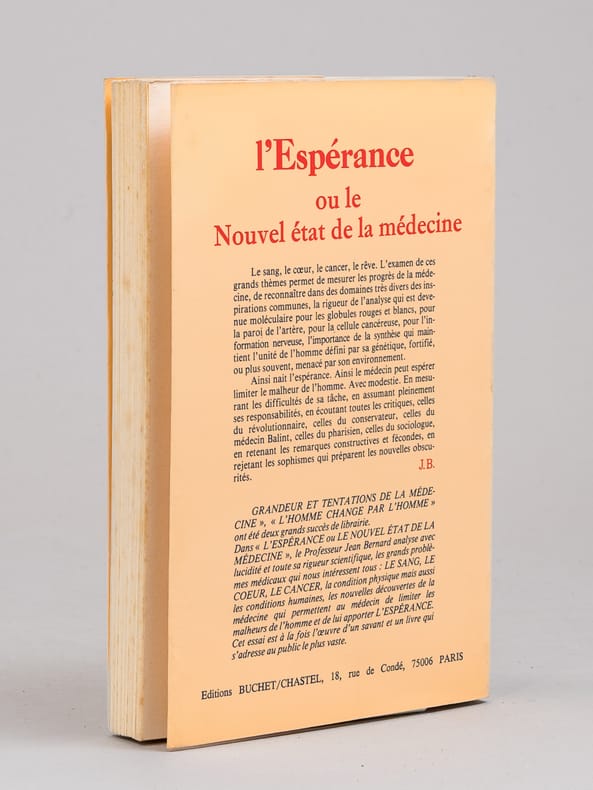 l'Espérance
ou le
Nouvel état de la médecine
Le sang, le cœur, le cancer, le rêve. L'examen de ces
grands thèmes permet de mesurer les progrès de la méde-
cine, de reconnaître dans des domaines très divers des ins-
pirations communes, la rigueur de l'analyse qui est deve-
nue moléculaire pour les globules rouges et blancs, pour
la paroi de l'artère, pour la cellule cancéreuse, pour l'in-
formation nerveuse, l'importance de la synthèse qui main-
tient l'unité de l'homme défini par sa génétique, fortifié,
ou plus souvent, menacé par son environnement.
Ainsi nait l'espérance. Ainsi le médecin peut espérer
limiter le malheur de l'homme. Avec modestie. En mesu-
rant les difficultés de sa tâche, en assumant pleinement
ses responsabilités, en écoutant toutes les critiques, celles
du révolutionnaire, celles du conservateur, celles du
médecin Balint, celles du pharisien, celles du sociologue,
en retenant les remarques constructives et fécondes, en
rejetant les sophismes qui préparent les nouvelles obscu-
rités.
J.B.
GRANDEUR ET TENTATIONS DE LA MÉDE-
CINE », « L'HOMME CHANGE PAR L'HOMME »
ont été deux grands succès de librairie.
Dans « L'ESPÉRANCE ou LE NOUVEL ÉTAT DE LA
MÉDECINE », le Professeur Jean Bernard analyse avec
lucidité et toute sa rigueur scientifique, les grands problè-
mes médicaux qui nous intéressent tous : LE SANG, LE
COEUR, LE CANCER, la condition physique mais aussi
les conditions humaines, les nouvelles découvertes de la
médecine qui permettent au médecin de limiter les
malheurs de l'homme et de lui apporter L'ESPÉRANCE.
Cet essai est à la fois l'œuvre d'un savant et un livre qui
s'adresse au public le plus vaste.
Editions BUCHET/CHASTEL, 18, rue de Condé, 75006 PARIS